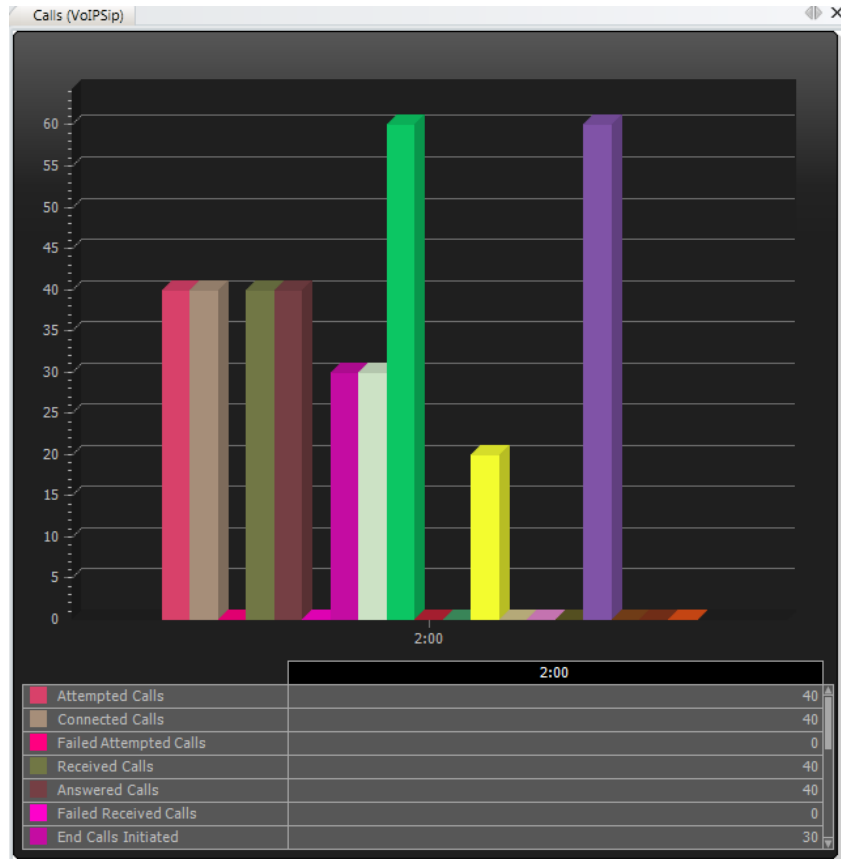 Calls (VoIPSip)
60
55
50
45
40
35
30
25
20
15
10
5
0
2:00
2:00
Attempted Calls 40
Connected Calls 40
Failed Attempted Calls 0
Received Calls 40
Answered Calls 40
Failed Received Calls 0
End Calls Initiated 30